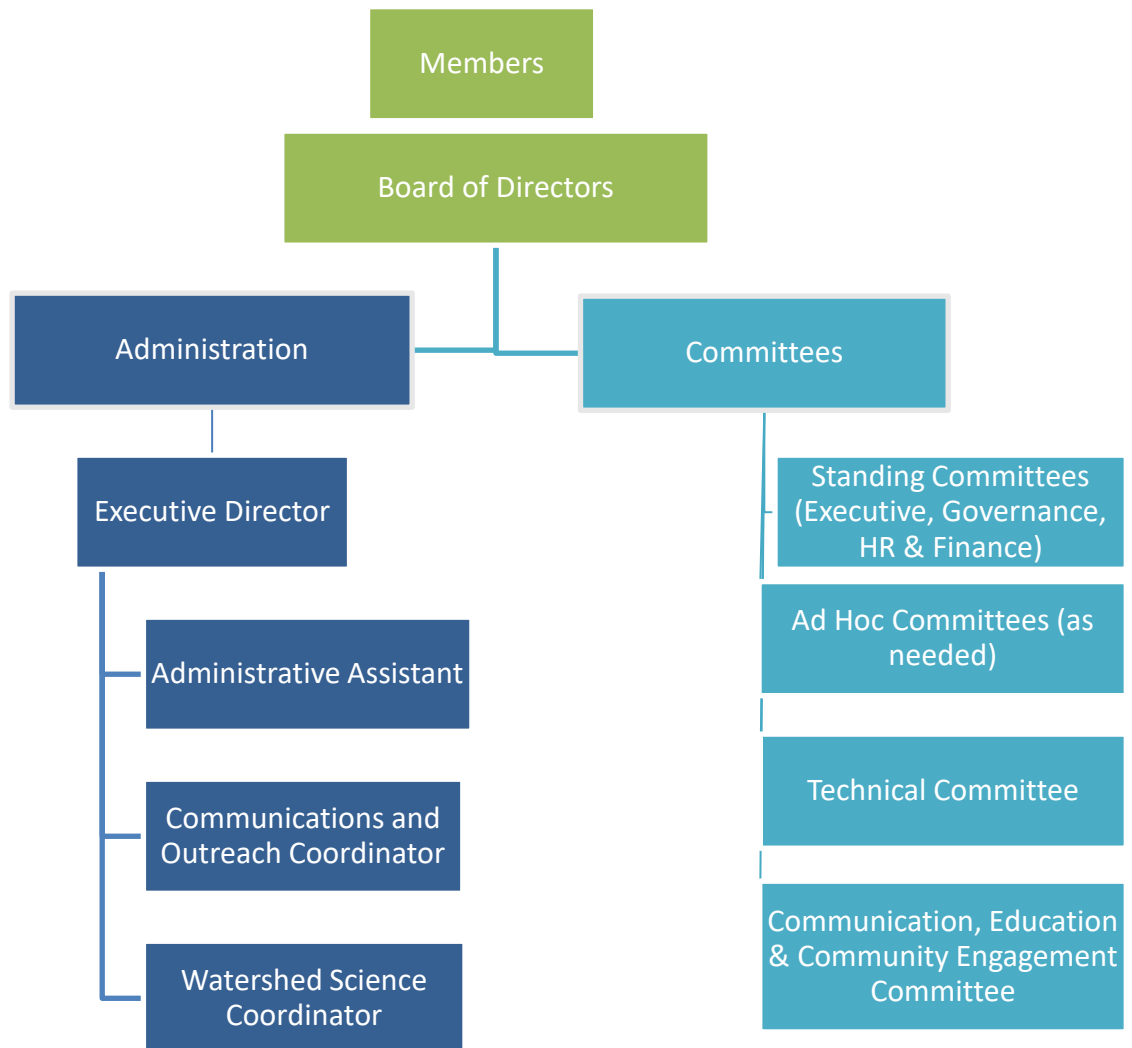 Members
Board of Directors
Administration
Committees
Executive Director
Administrative Assistant
Communications and
Outreach Coordinator
Watershed Science
Coordinator
Standing Committees
(Executive, Governance,
HR & Finance)
Ad Hoc Committees (as
needed)
Technical Committee
Communication, Education
& Community Engagement
Committee